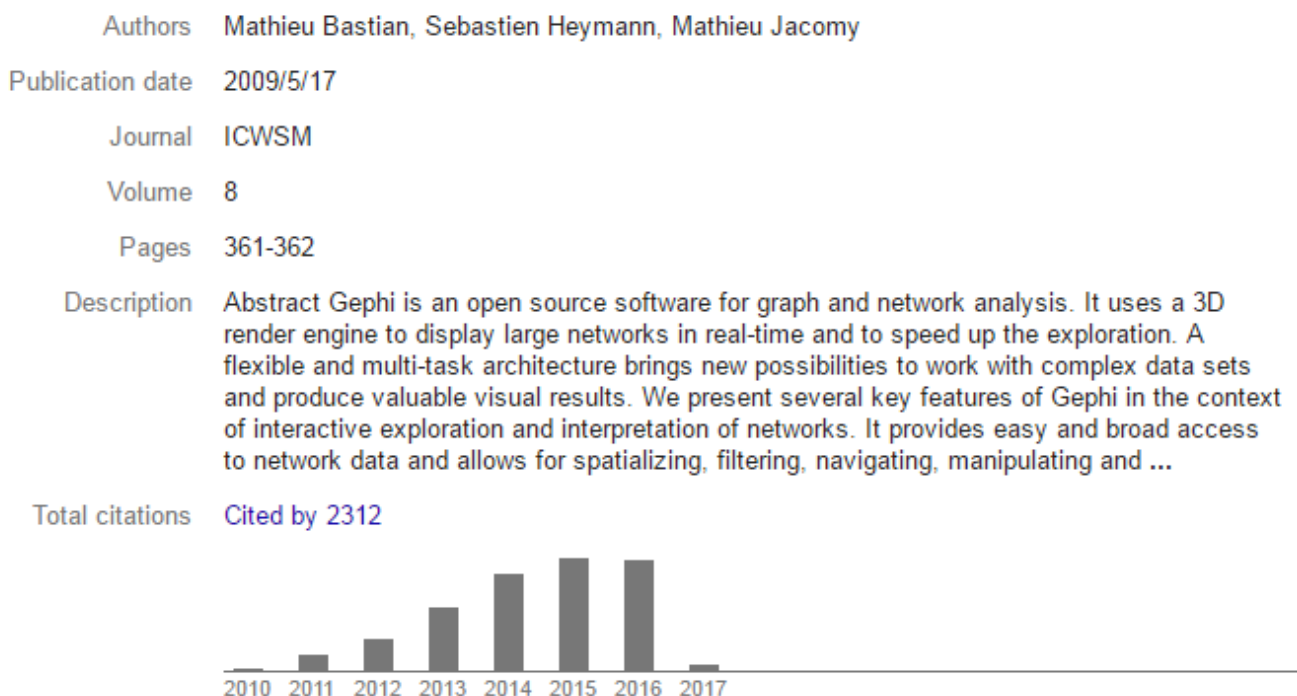 Authors Mathieu Bastian, Sebastien Heymann, Mathieu Jacomy
Publication date 2009/5/17
Journal ICWSM
Volume 8
Pages 361-362
Description Abstract Gephi is an open source software for graph and network analysis. It uses a 3D
render engine to display large networks in real-time and to speed up the exploration. A
flexible and multi-task architecture brings new possibilities to work with complex data sets
and produce valuable visual results. We present several key features of Gephi in the context
of interactive exploration and interpretation of networks. It provides easy and broad access
to network data and allows for spatializing, filtering, navigating, manipulating and ...
Total citations Cited by 2312
2010 2011 2012 2013 2014 2015 2016 2017